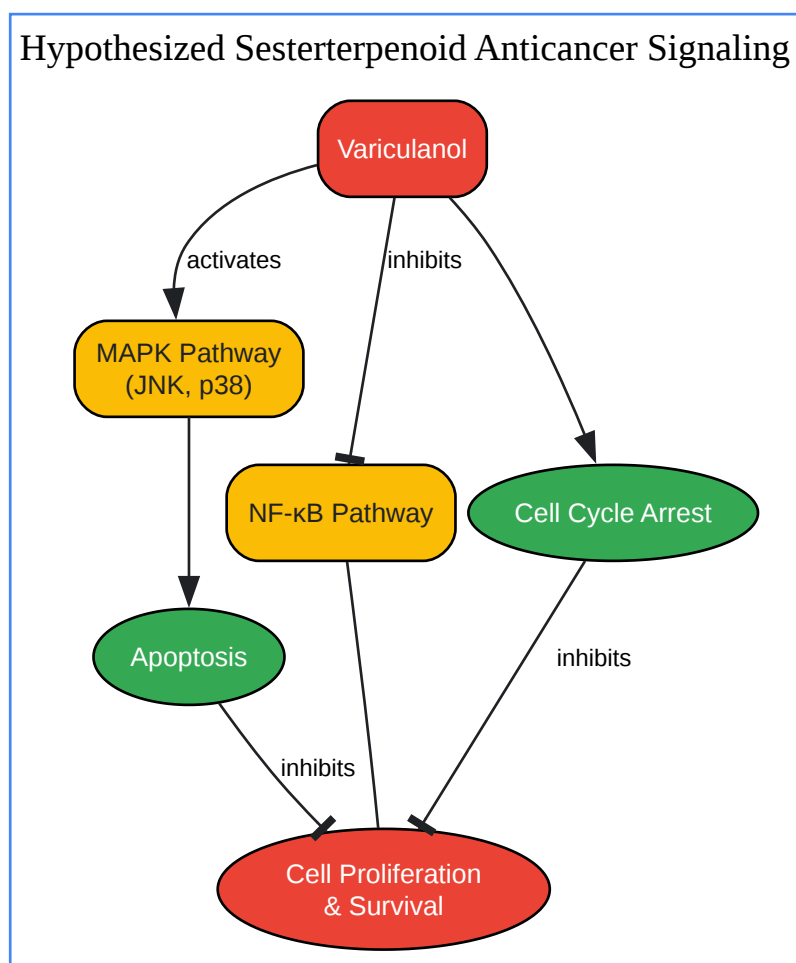 Hypothesized Sesterterpenoid Anticancer Signaling
Variculanol
activates
inhibits
MAPK Pathway
(JNK, p38)
NF-κB Pathway
Cell Cycle Arrest
Apoptosis
inhibits
inhibits
Cell Proliferation
& Survival